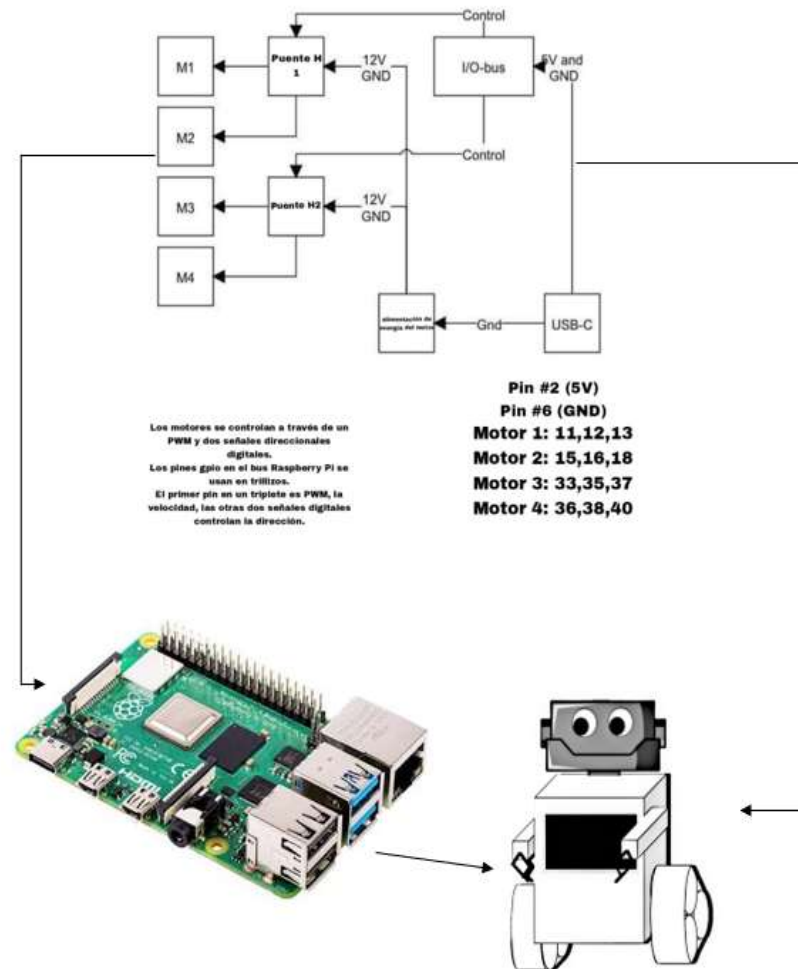 Control
M1
Puente H
1
12V
GND
I/O-bus
5V and
GND
M2
Control
M3
Puente H2
12V
GND
M4
alimentación de
energía del motor
Gnd
USB-C
Pin #2 (5V)
Pin #6 (GND)
Motor 1: 11,12,13
Motor 2: 15,16,18
Motor 3: 33,35,37
Motor 4: 36,38,40
Los motores se controlan a través de un
PWM y dos señales direccionales
digitales.
Los pines gpio en el bus Raspberry Pi se
usan en trillizos.
El primer pin en un triplete es PWM, la
velocidad, las otras dos señales digitales
controlan la dirección.
HDMI